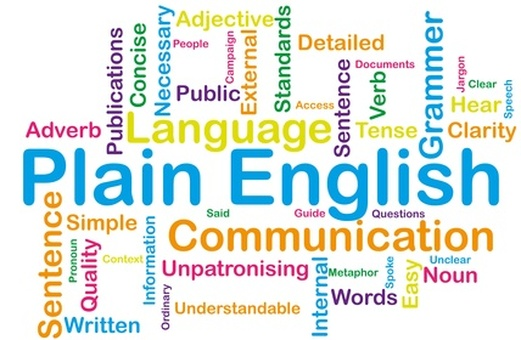 Adjective
People
Campaign
Necessary
Concise
Publications
Public
External
Standards
Detailed
Documents
Access
Sentence
Verb
Grammer
Jargon
Clear
Speech
Hear
Adverb
Language
Tense
Clarity
Plain English
Sentence
Simple
Said
Guide
Questions
Communication
Pronoun
Quality
Context
Information
Unpatronising
Internal
Metaphor
Spoke
Easy
Unclear
Noun
Ordinary
Words
Written
Understandable